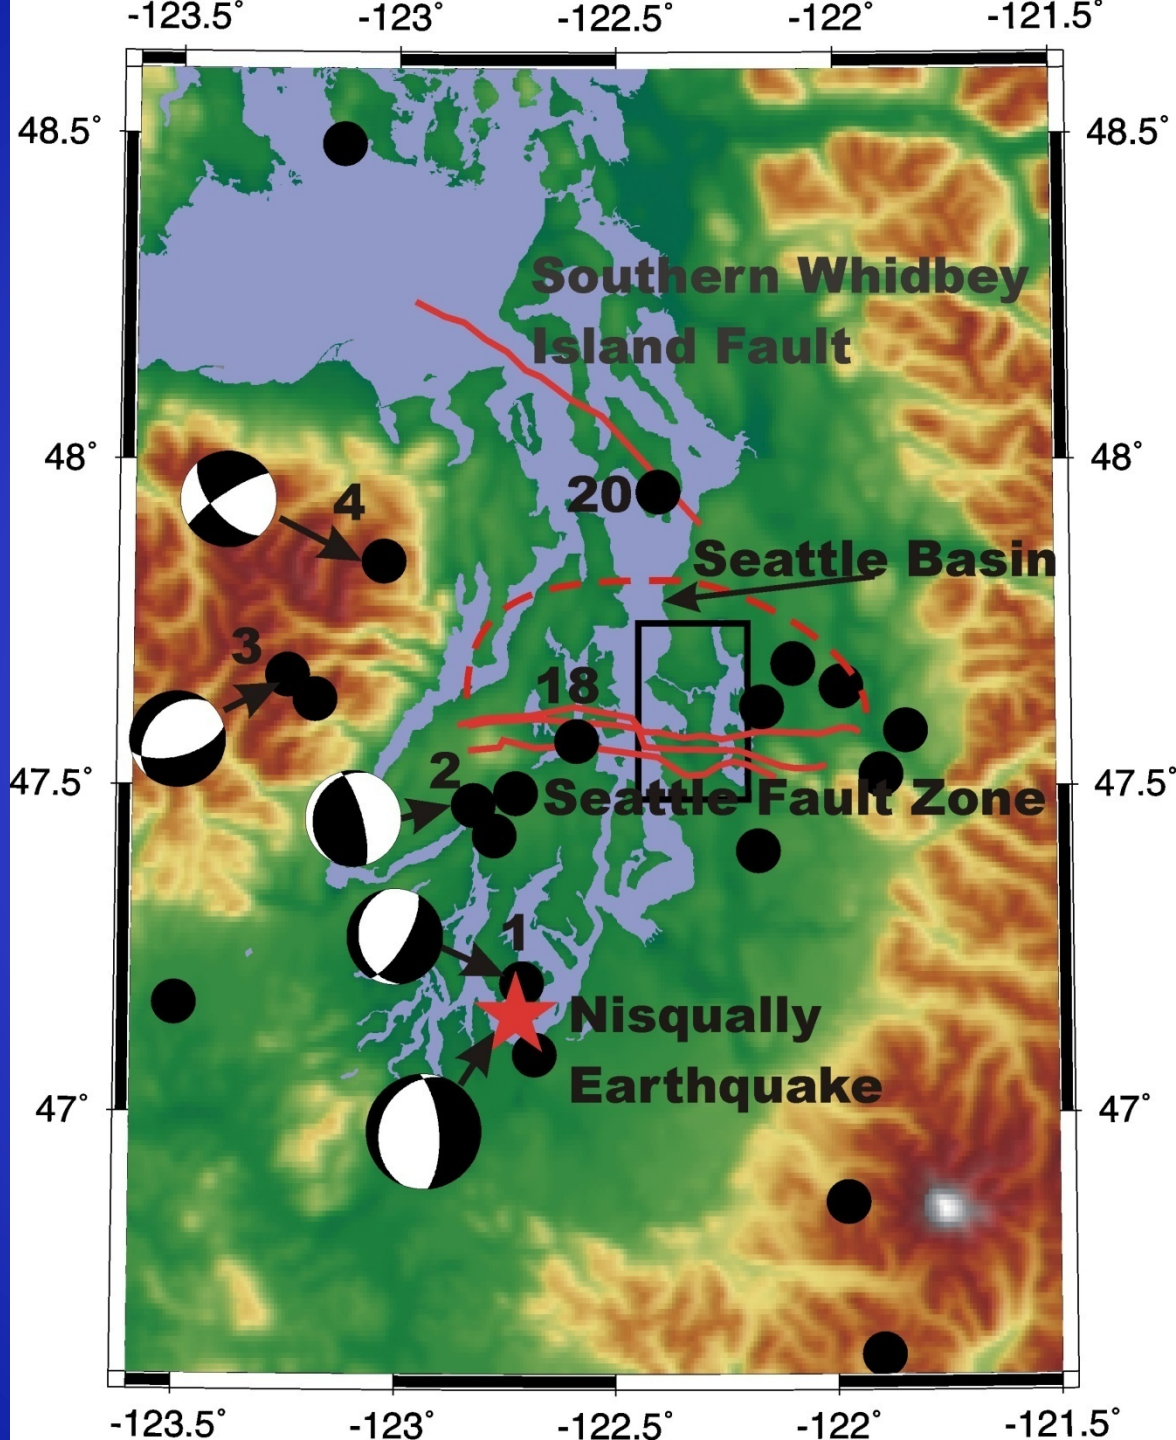 -123.5° -123° -122.5° -122° -121.5°
48.5° 48.5°
Southern Whidbey
Island Fault
48° 48°
4
20
Seattle Basin
3
18
2
47.5° 47.5°
Seattle Fault Zone
1
Nisqually
Earthquake
47° 47°
-123.5° -123° -122.5° -122° -121.5°